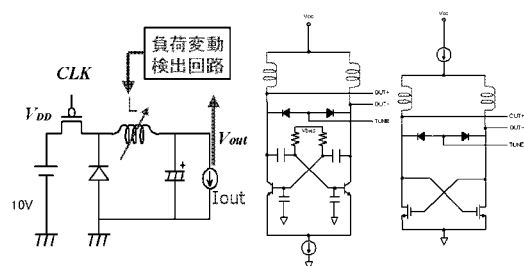 負荷変動
検出回路
CLK
L
VDD
Vout
Iout
10V
Vcc
OUT+
OUT-
TUNE
Vbias
Vcc
OUT+
OUT-
TUNE